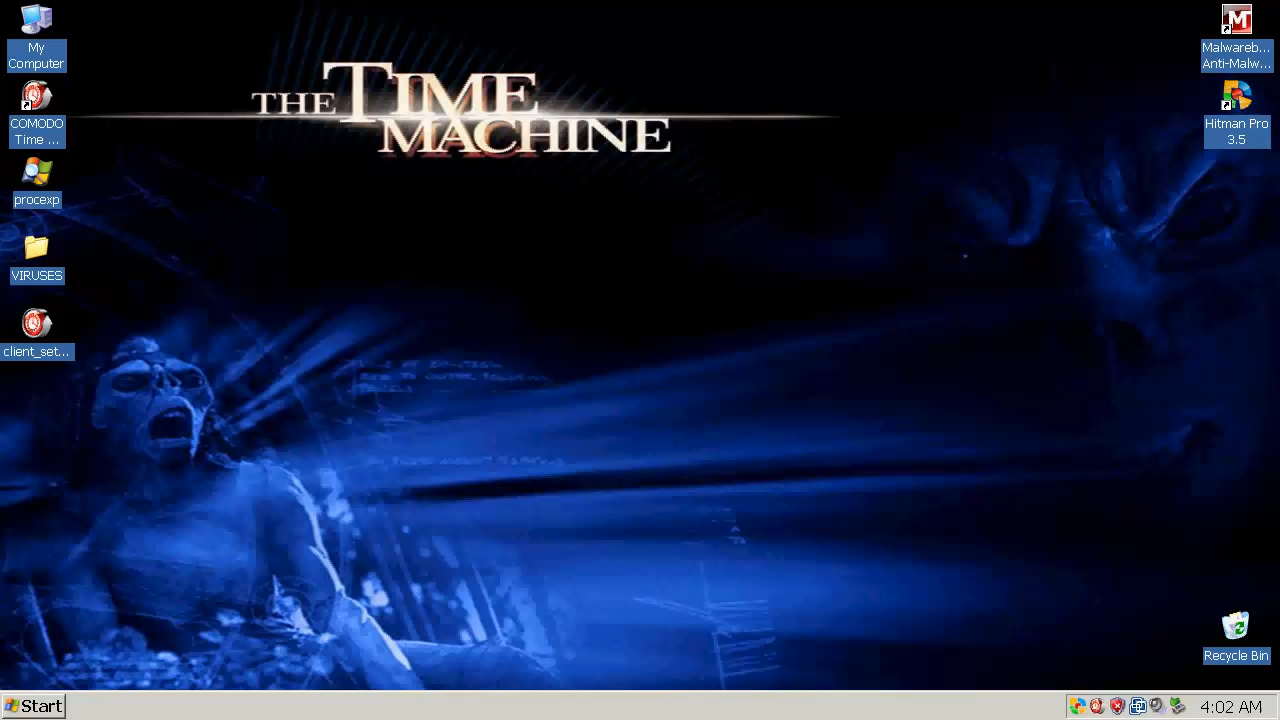 My
Computer
COMODO
Time ...
procexp
VIRUSES
client_set...
THE TIME
MACHINE
Malwareb...
Anti-Malw...
Hitman Pro
3.5
Recycle Bin
Start
4:02 AM